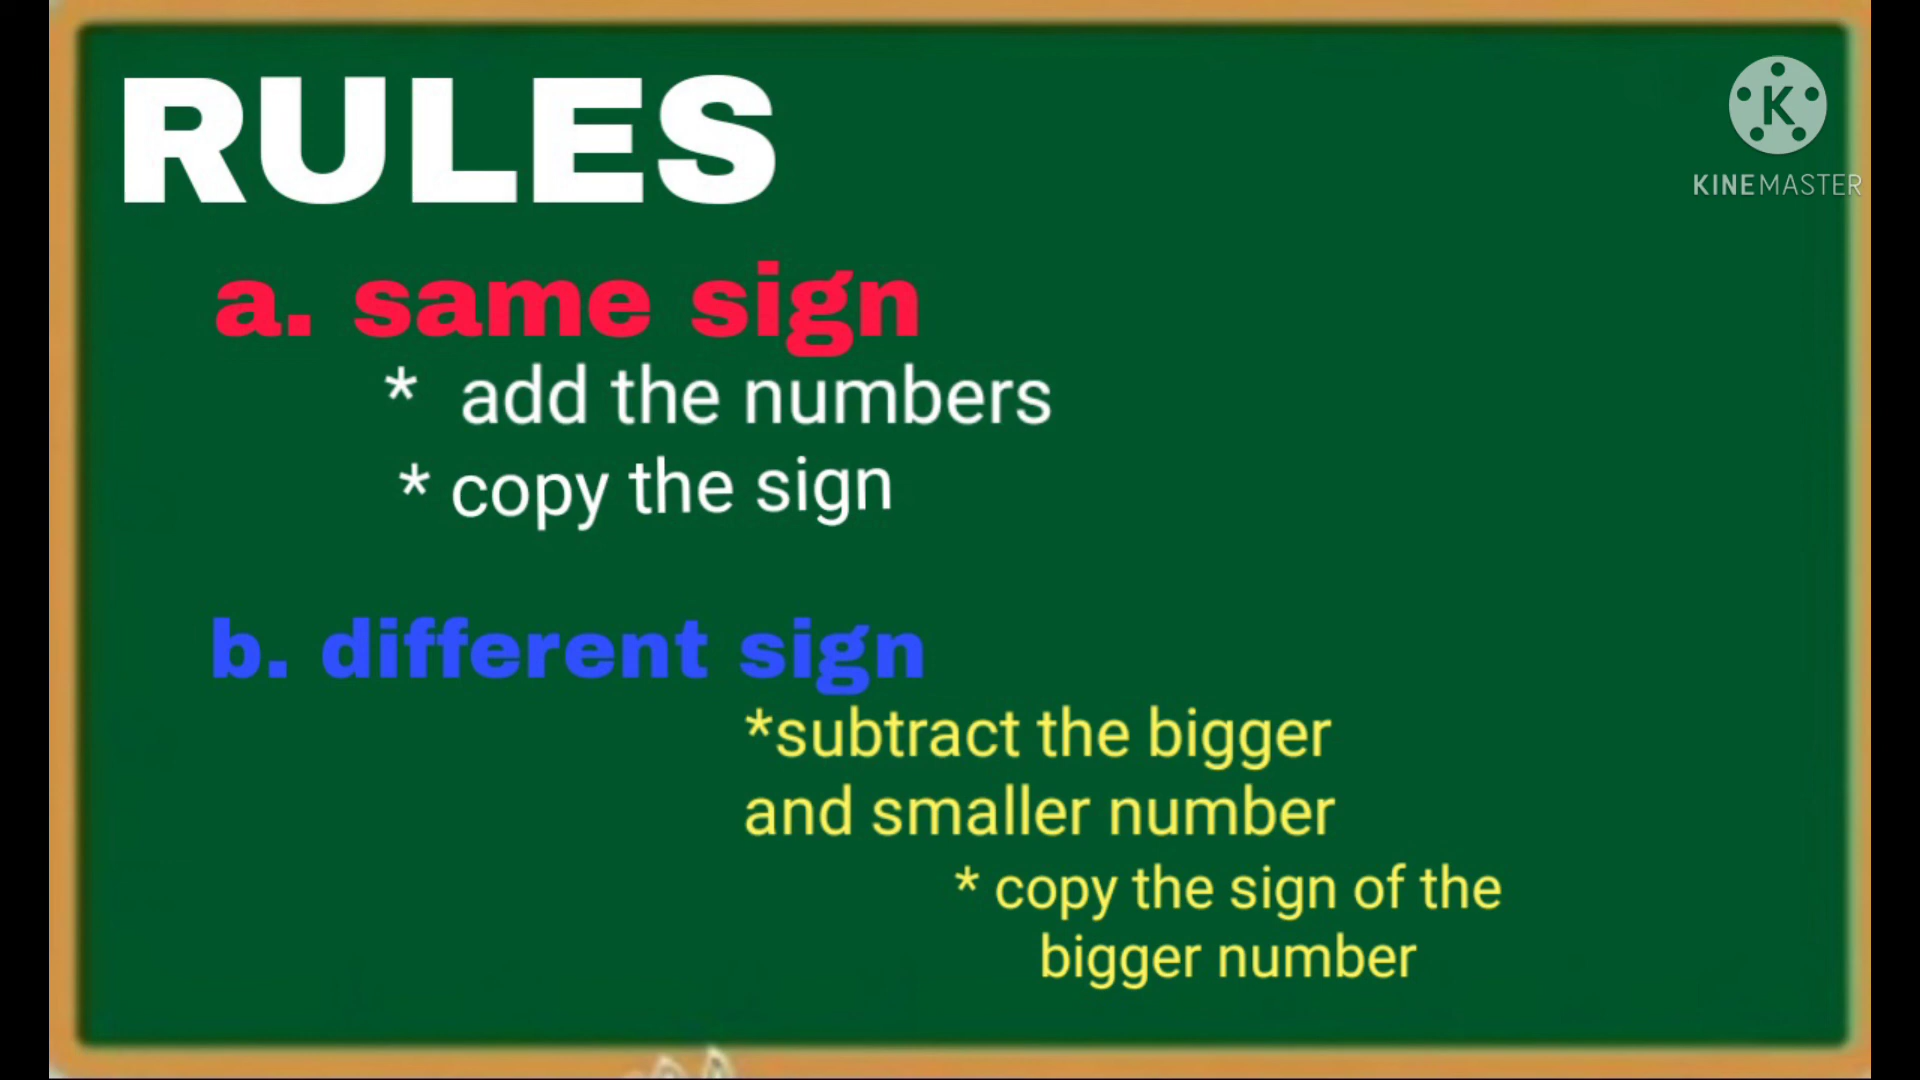 RULES
K
KINEMASTER
a. same sign
* add the numbers
* copy the sign
b. different sign
*subtract the bigger
and smaller number
* copy the sign of the
bigger number